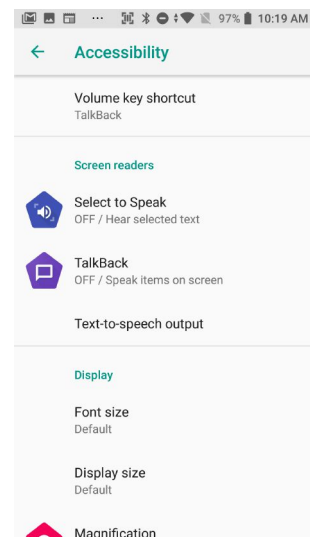 97% 10:19 AM
Accessibility
Volume key shortcut
TalkBack
Screen readers
Select to Speak
OFF / Hear selected text
TalkBack
OFF / Speak items on screen
Text-to-speech output
Display
Font size
Default
Display size
Default
Magnification